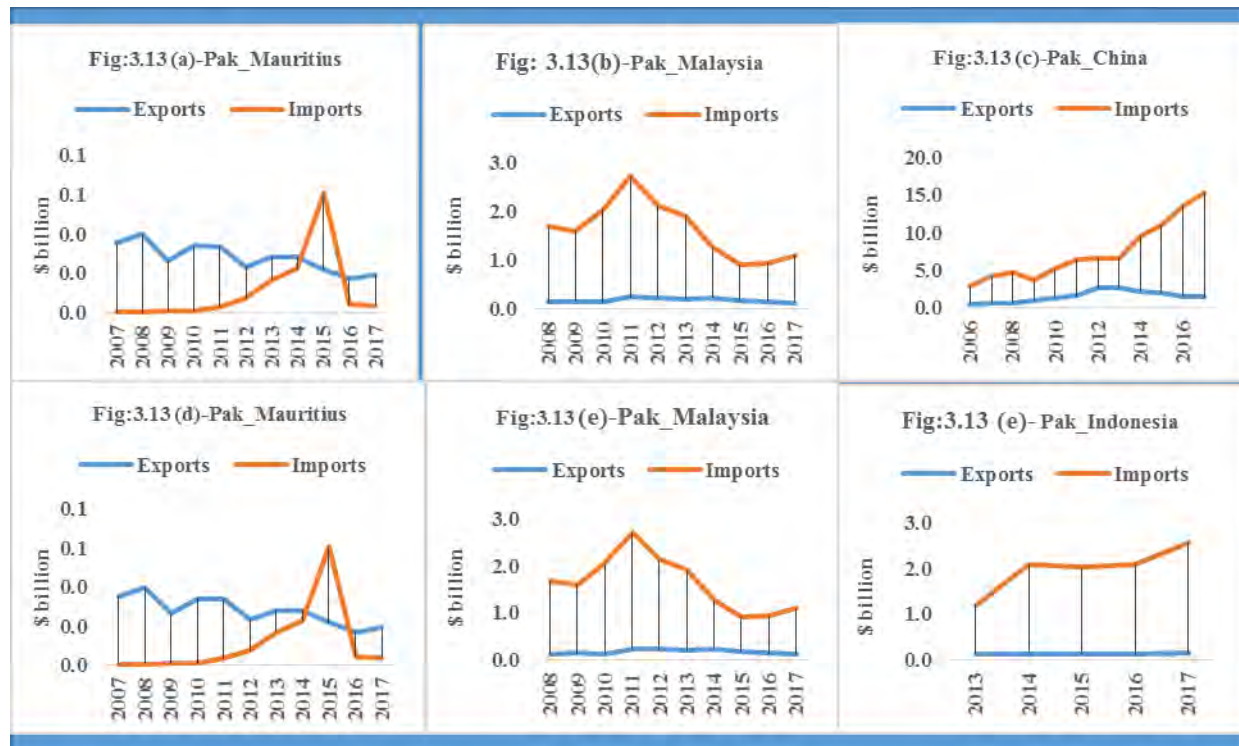 Fig:3.13 (a)-Pak_Mauritius
Exports Imports
0.1
0.1
0.0
0.0
0.0
$ billion
2007 2008 2009 2010 2011 2012 2013 2014 2015 2016 2017
Fig: 3.13(b)-Pak_Malaysia
Exports Imports
3.0
2.0
1.0
0.0
$ billion
2008 2009 2010 2011 2012 2013 2014 2015 2016 2017
Fig:3.13 (c)-Pak_China
Exports Imports
20.0
15.0
10.0
5.0
0.0
$ billion
2006 2008 2010 2012 2014 2016
Fig:3.13 (d)-Pak_Mauritius
Exports Imports
0.1
0.1
0.0
0.0
0.0
$ billion
2007 2008 2009 2010 2011 2012 2013 2014 2015 2016 2017
Fig:3.13 (e)-Pak_Malaysia
Exports Imports
3.0
2.0
1.0
0.0
$ billion
2008 2009 2010 2011 2012 2013 2014 2015 2016 2017
Fig:3.13 (e)- Pak_Indonesia
Exports Imports
3.0
2.0
1.0
0.0
$ billion
2013 2014 2015 2016 2017